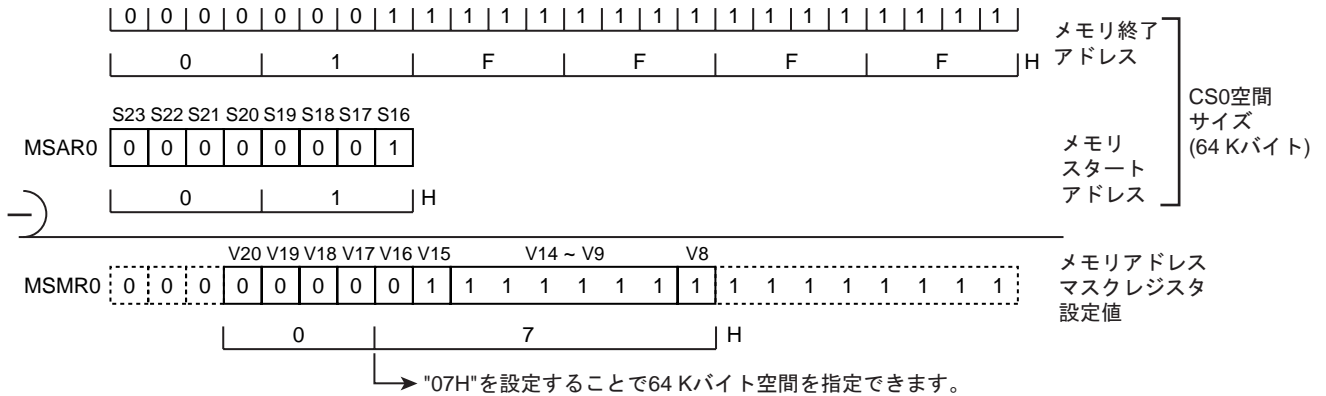 0 0 0 0 0 0 0 1 1 1 1 1 1 1 1 1 1 1 1 1 1 1 1 1
メモリ終了
アドレス
0 1 F F F F H
CS0空間
サイズ
(64 Kバイト)
S23 S22 S21 S20 S19 S18 S17 S16
MSAR0 0 0 0 0 0 0 0 1
メモリ
スタート
アドレス
0 1 H
V20 V19 V18 V17 V16 V15 V14 ~ V9 V8
MSMR0 0 0 0 0 0 0 0 0 1 1 1 1 1 1 1 1 1 1 1 1 1 1 1 1
メモリアドレス
マスクレジスタ
設定値
0 7 H
"07H"を設定することで64 Kバイト空間を指定できます。